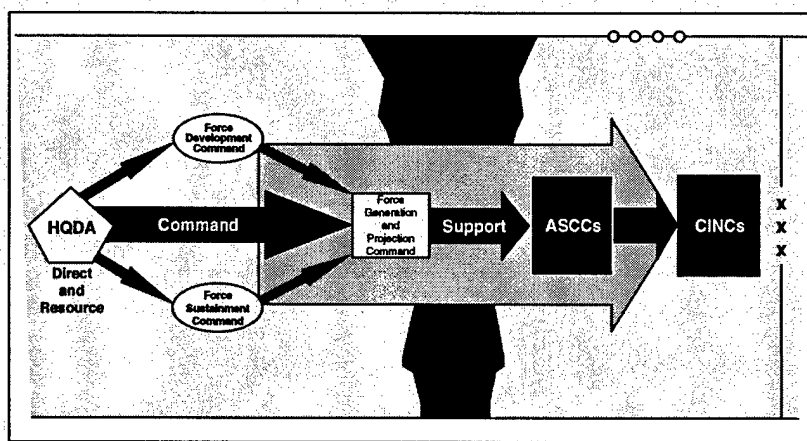 Force
Development
Command
HQDA
Direct
and
Resource
Command
Force
Generation
and
Projection
Command
Support
ASCCs
CINCs
X
X
X
Force
Sustainment
Command